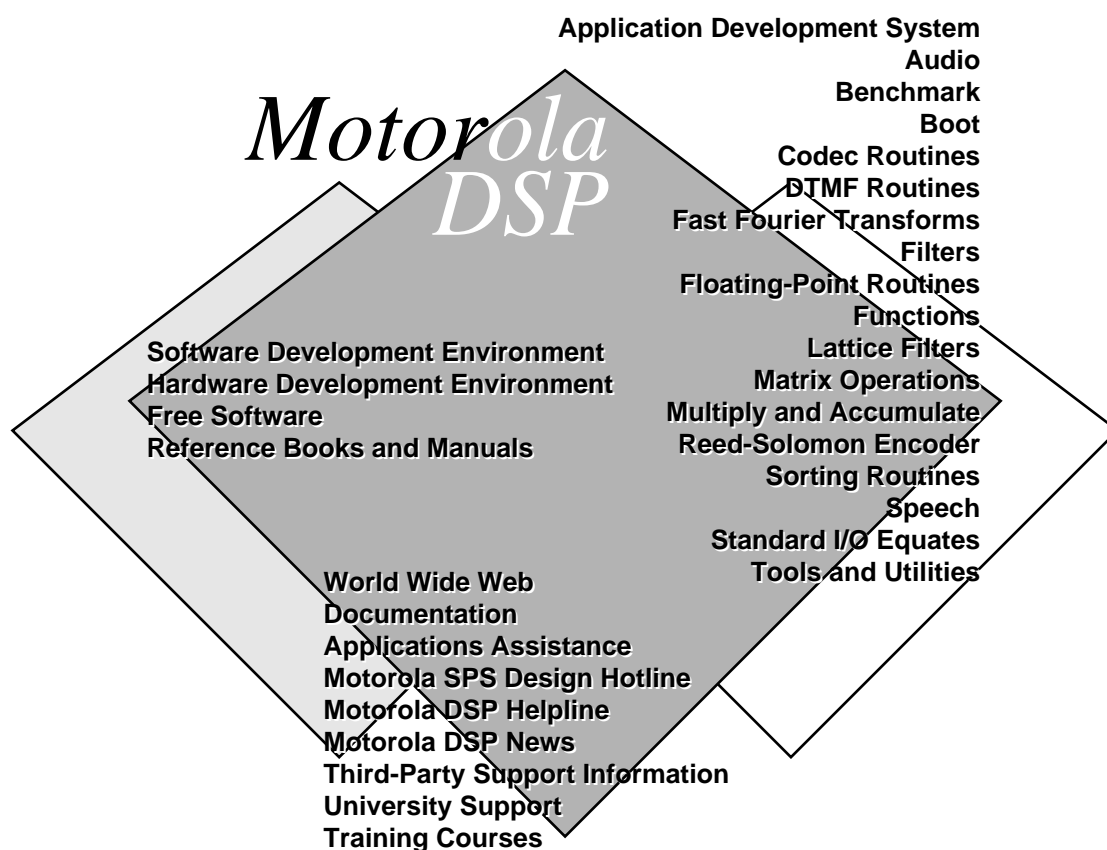 Motorola
DSP
Application Development System
Audio
Benchmark
Boot
Codec Routines
DTMF Routines
Fast Fourier Transforms
Filters
Floating-Point Routines
Functions
Lattice Filters
Matrix Operations
Multiply and Accumulate
Reed-Solomon Encoder
Sorting Routines
Speech
Standard I/O Equates
Tools and Utilities
Software Development Environment
Hardware Development Environment
Free Software
Reference Books and Manuals
World Wide Web
Documentation
Applications Assistance
Motorola SPS Design Hotline
Motorola DSP Helpline
Motorola DSP News
Third-Party Support Information
University Support
Training Courses